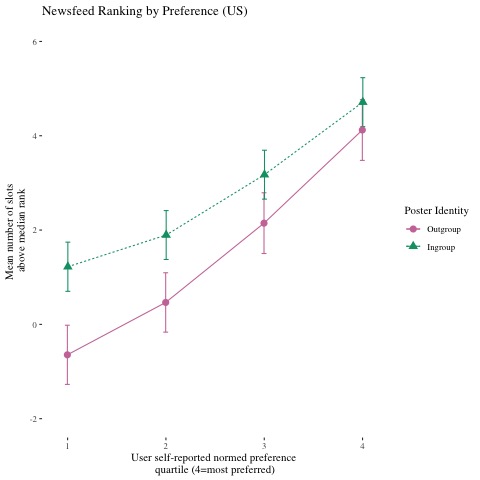 Newsfeed Ranking by Preference (US)
Mean number of slots
above median rank
6
4
2
0
-2
1
2
3
4
User self-reported normed preference
quartile (4=most preferred)
Poster Identity
Outgroup
Ingroup